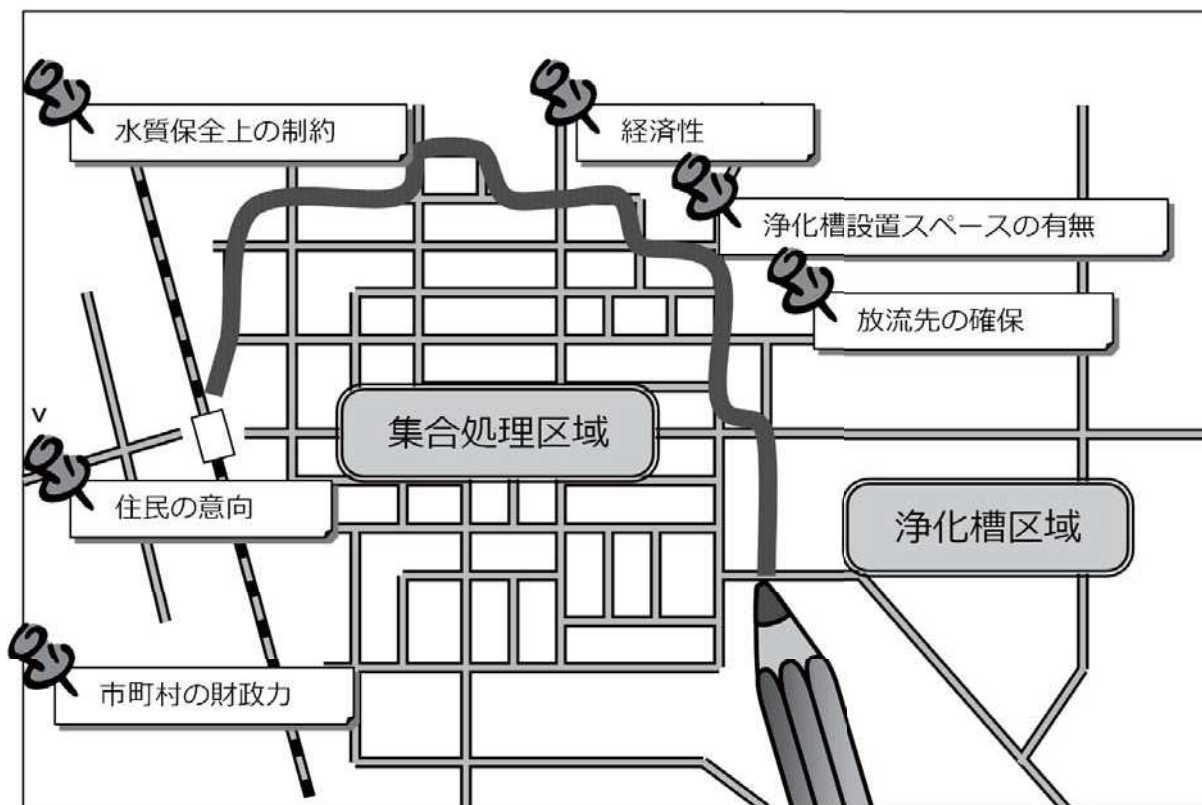 水質保全上の制約
経済性
浄化槽設置スペースの有無
放流先の確保
集合処理区域
v
住民の意向
浄化槽区域
市町村の財政力